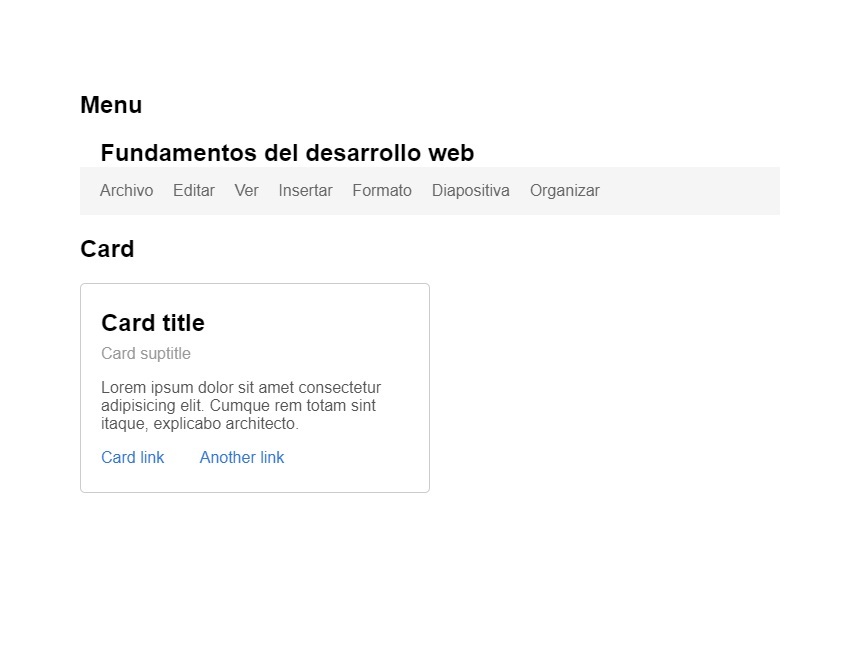 Menu
Fundamentos del desarrollo web
Archivo Editar Ver Insertar Formato Diapositiva Organizar
Card
Card title
Card suptitle
Lorem ipsum dolor sit amet consectetur
adipisicing elit. Cumque rem totam sint
itaque, explicabo architecto.
Card link Another link